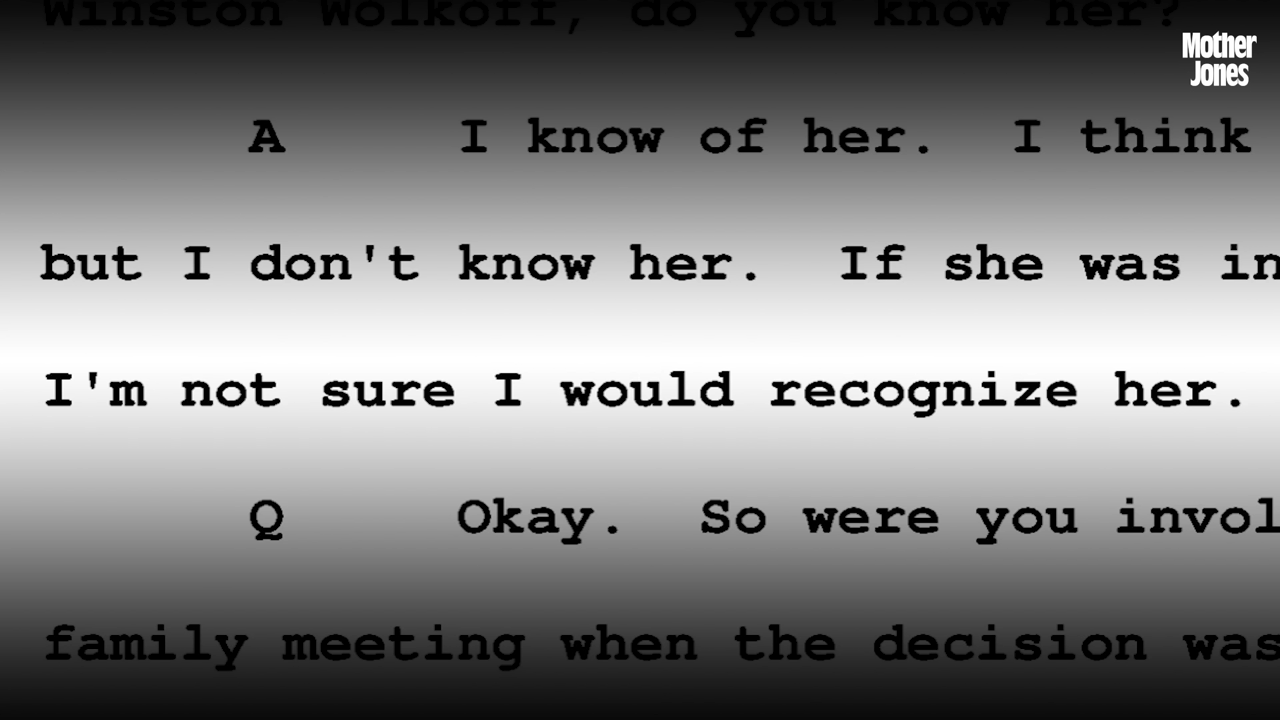 Winston Wolkoff, do you know her?
Mother
Jones
A I know of her. I think
but I don't know her. If she was in
I'm not sure I would recognize her.
Q Okay. So were you invol
family meeting when the decision was